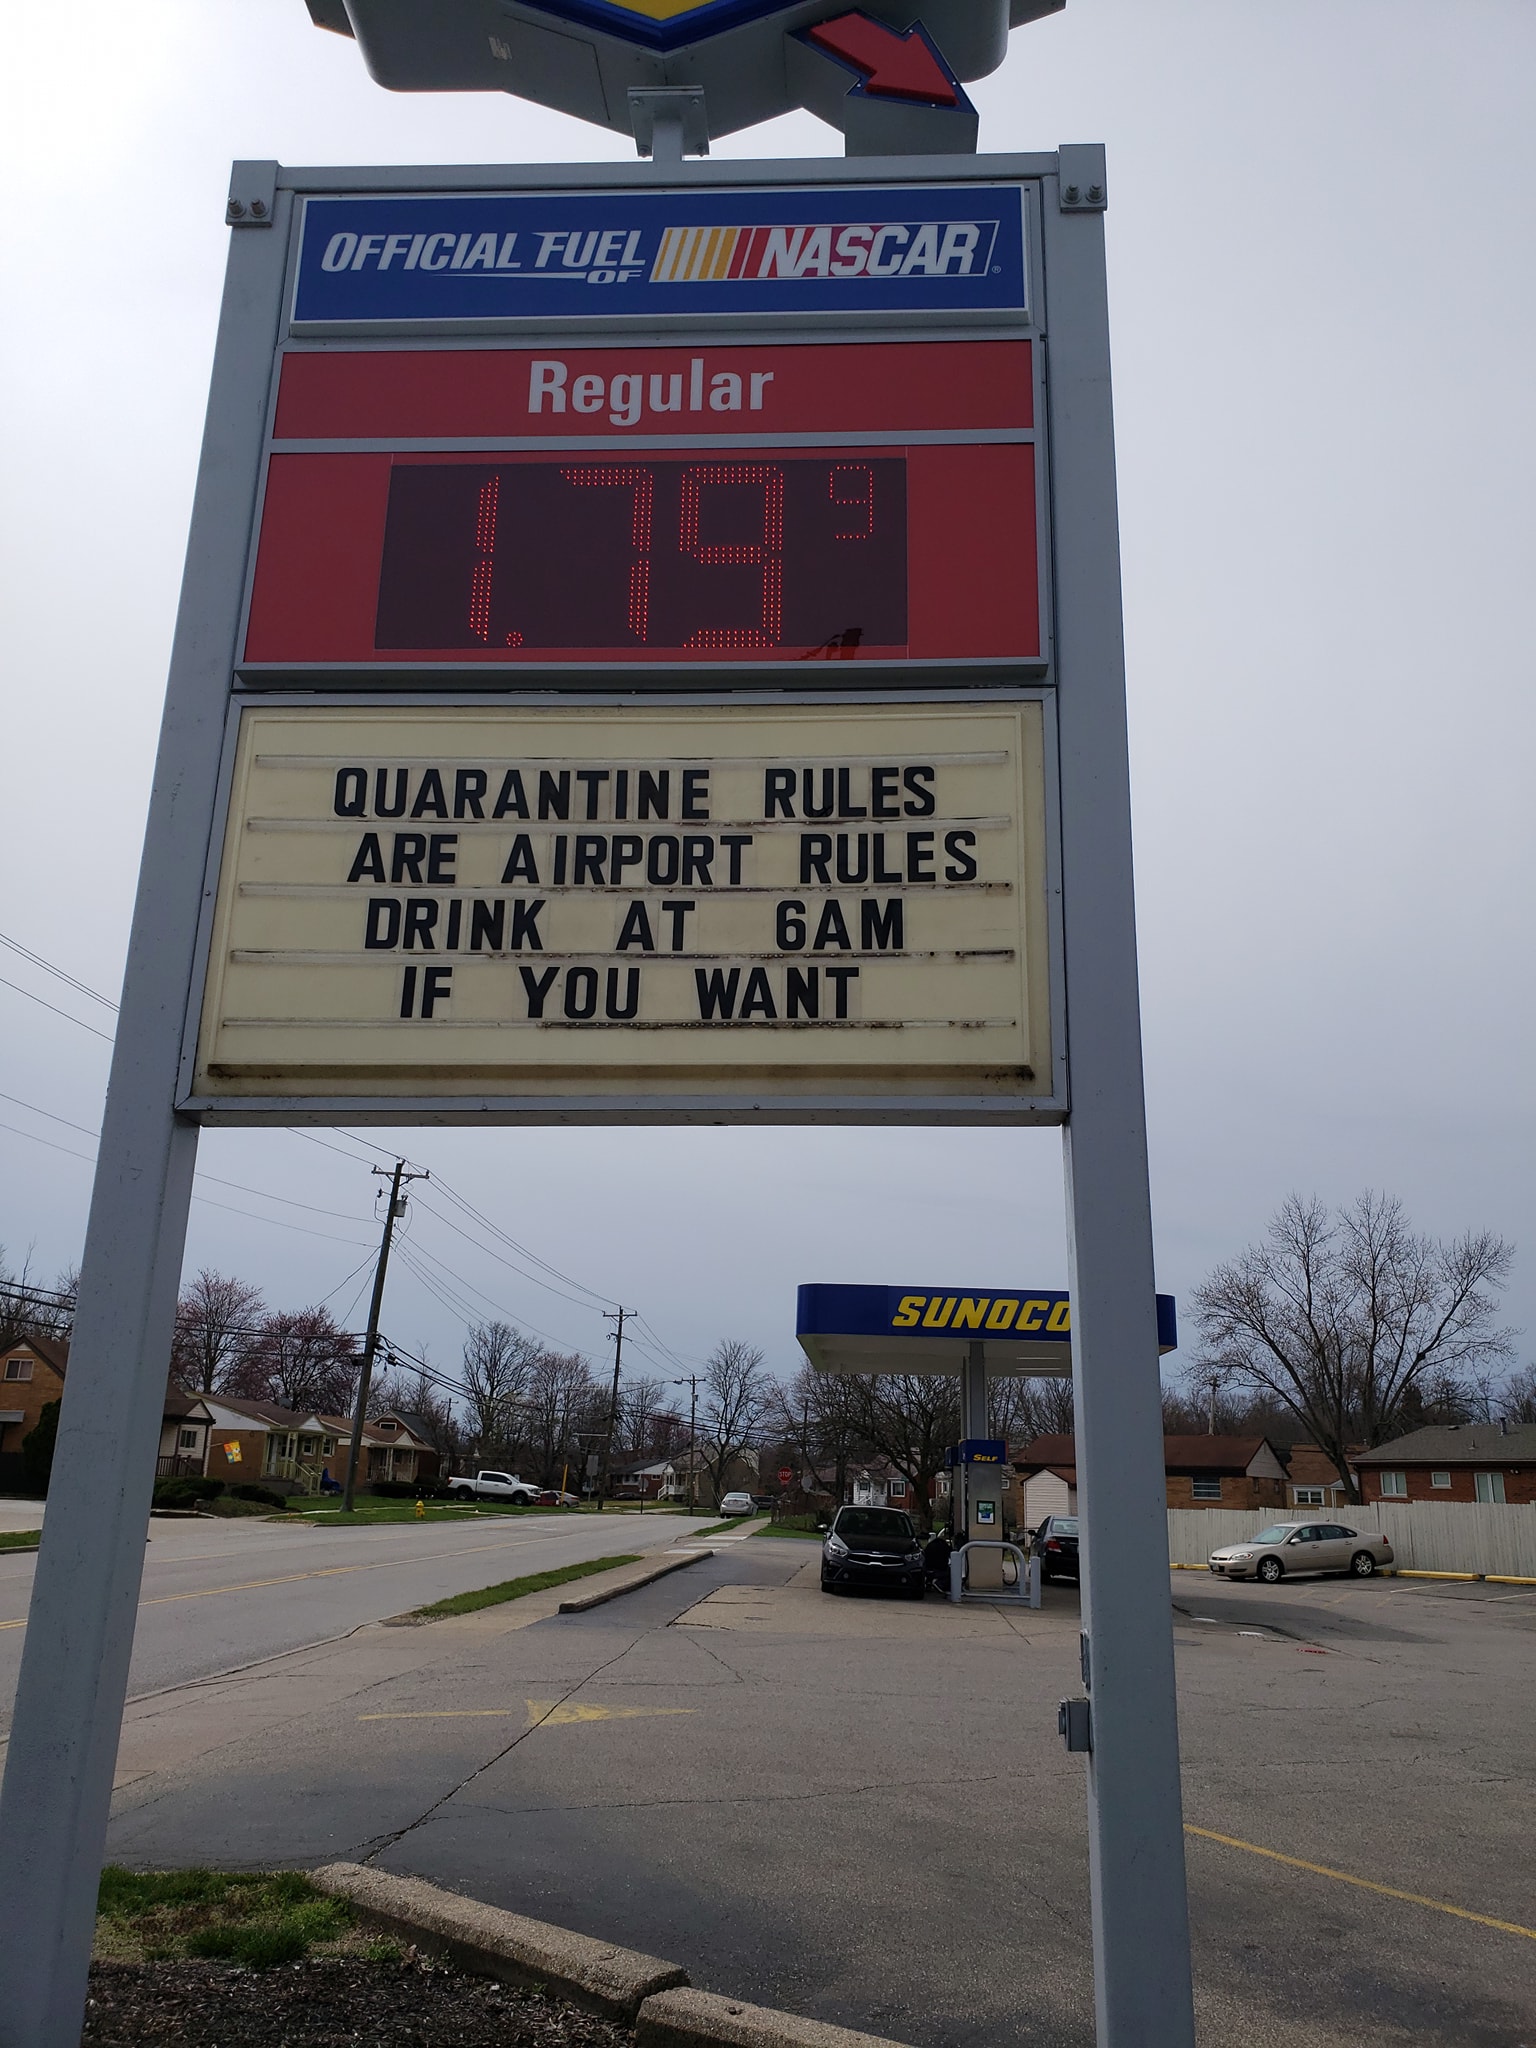 OFFICIAL FUEL OF NASCAR®
Regular
1.79 9
QUARANTINE RULES
ARE AIRPORT RULES
DRINK AT 6AM
IF YOU WANT
SUNOCO
SELF
STOP